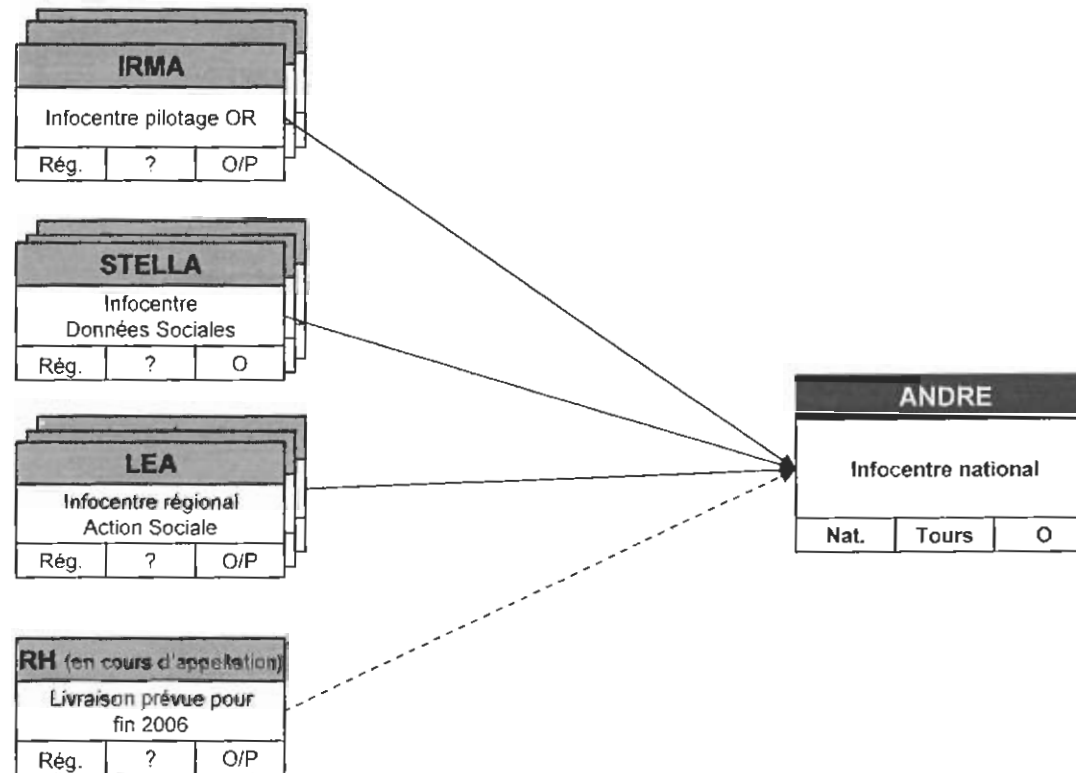 IRMA
Infocentre pilotage OR
Rég. ? O/P
STELLA
Infocentre
Données Sociales
Rég. ? O
LEA
Infocentre régional
Action Sociale
Rég. ? O/P
RH (en cours d'appellation)
Livraison prévue pour
fin 2006
Rég. ? O/P
ANDRE
Infocentre national
Nat. Tours O